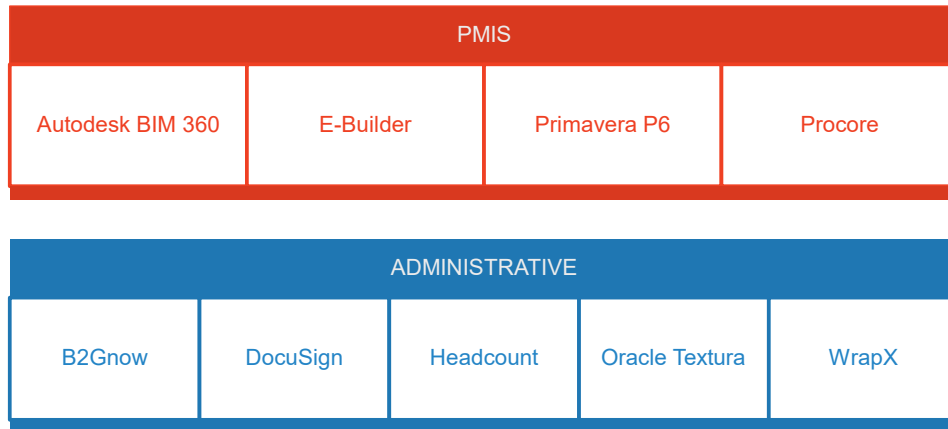 PMIS
Autodesk BIM 360
E-Builder
Primavera P6
Procore
ADMINISTRATIVE
B2Gnow
DocuSign
Headcount
Oracle Textura
WrapX